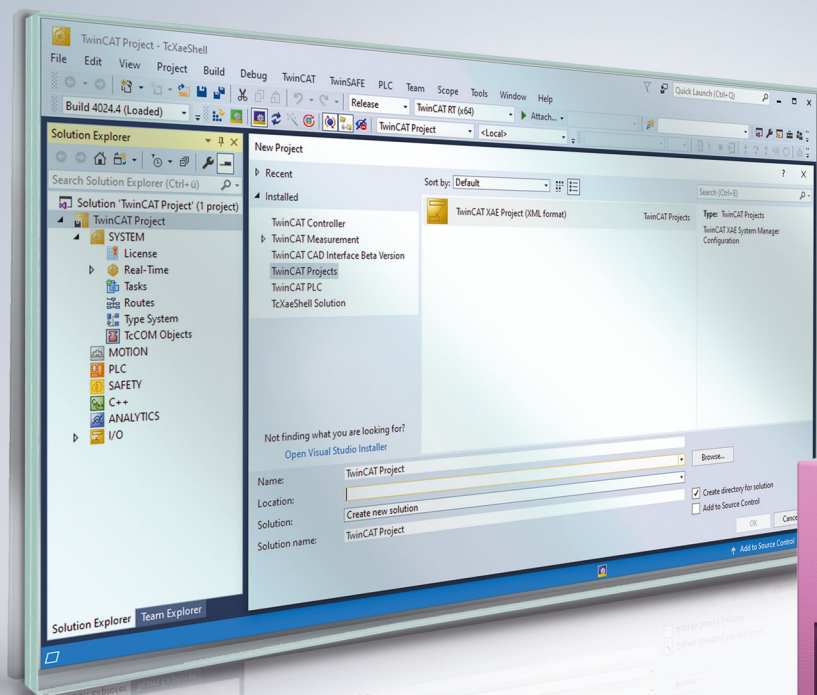 TwinCAT Project - TcXaeShell
File Edit View Project Build Debug TwinCAT TwinSAFE PLC Team Scope Tools Window Help
Quick Launch (Ctrl+Q)
Release TwinCAT RT (x64) Attach...
Build 4024.4 (Loaded) TwinCAT Project <Local>
Solution Explorer
Search Solution Explorer (Ctrl+ü)
Solution 'TwinCAT Project' (1 project)
TwinCAT Project
SYSTEM
License
Real-Time
Tasks
Routes
Type System
TcCOM Objects
MOTION
PLC
SAFETY
C++
ANALYTICS
I/O
Solution Explorer Team Explorer
New Project
? X
Recent
Installed
TwinCAT Controller
TwinCAT Measurement
TwinCAT CAD Interface Beta Version
TwinCAT Projects
TwinCAT PLC
TcXaeShell Solution
Not finding what you are looking for?
Open Visual Studio Installer
Sort by: Default
TwinCAT XAE Project (XML format) TwinCAT Projects
Search (Ctrl+E)
Type: TwinCAT Projects
TwinCAT XAE System Manager
Configuration
Name: TwinCAT Project
Location:
Browse...
Solution: Create new solution
Solution name: TwinCAT Project
Create directory for solution
Add to Source Control
OK Cance
Add to Source Control